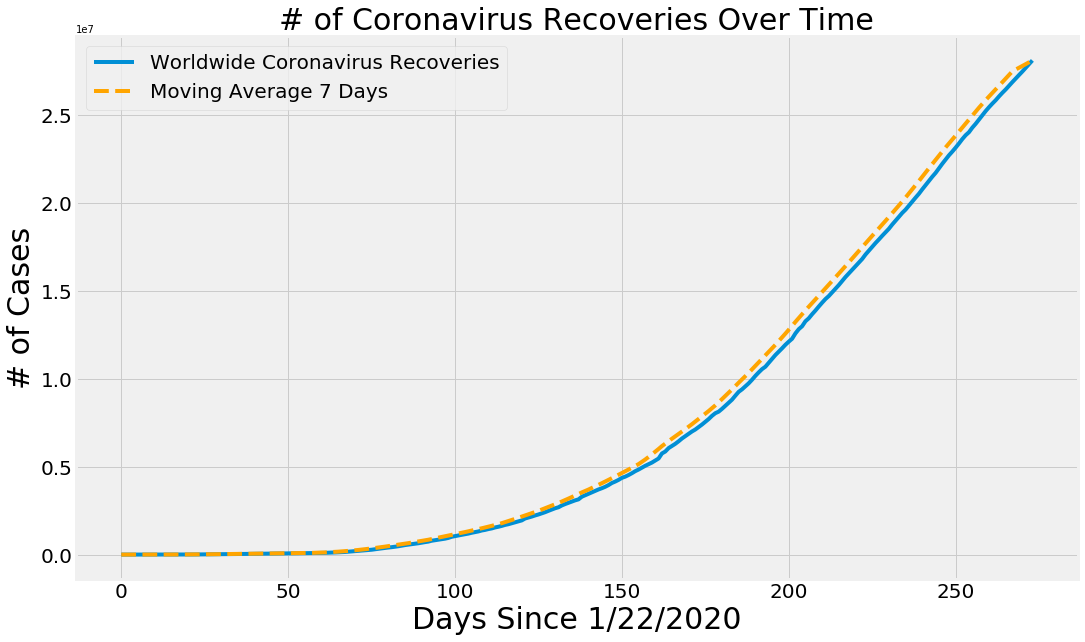 # of Coronavirus Recoveries Over Time
1e7
Worldwide Coronavirus Recoveries
Moving Average 7 Days
2.5
2.0
1.5
1.0
0.5
0.0
# of Cases
0 50 100 150 200 250
Days Since 1/22/2020